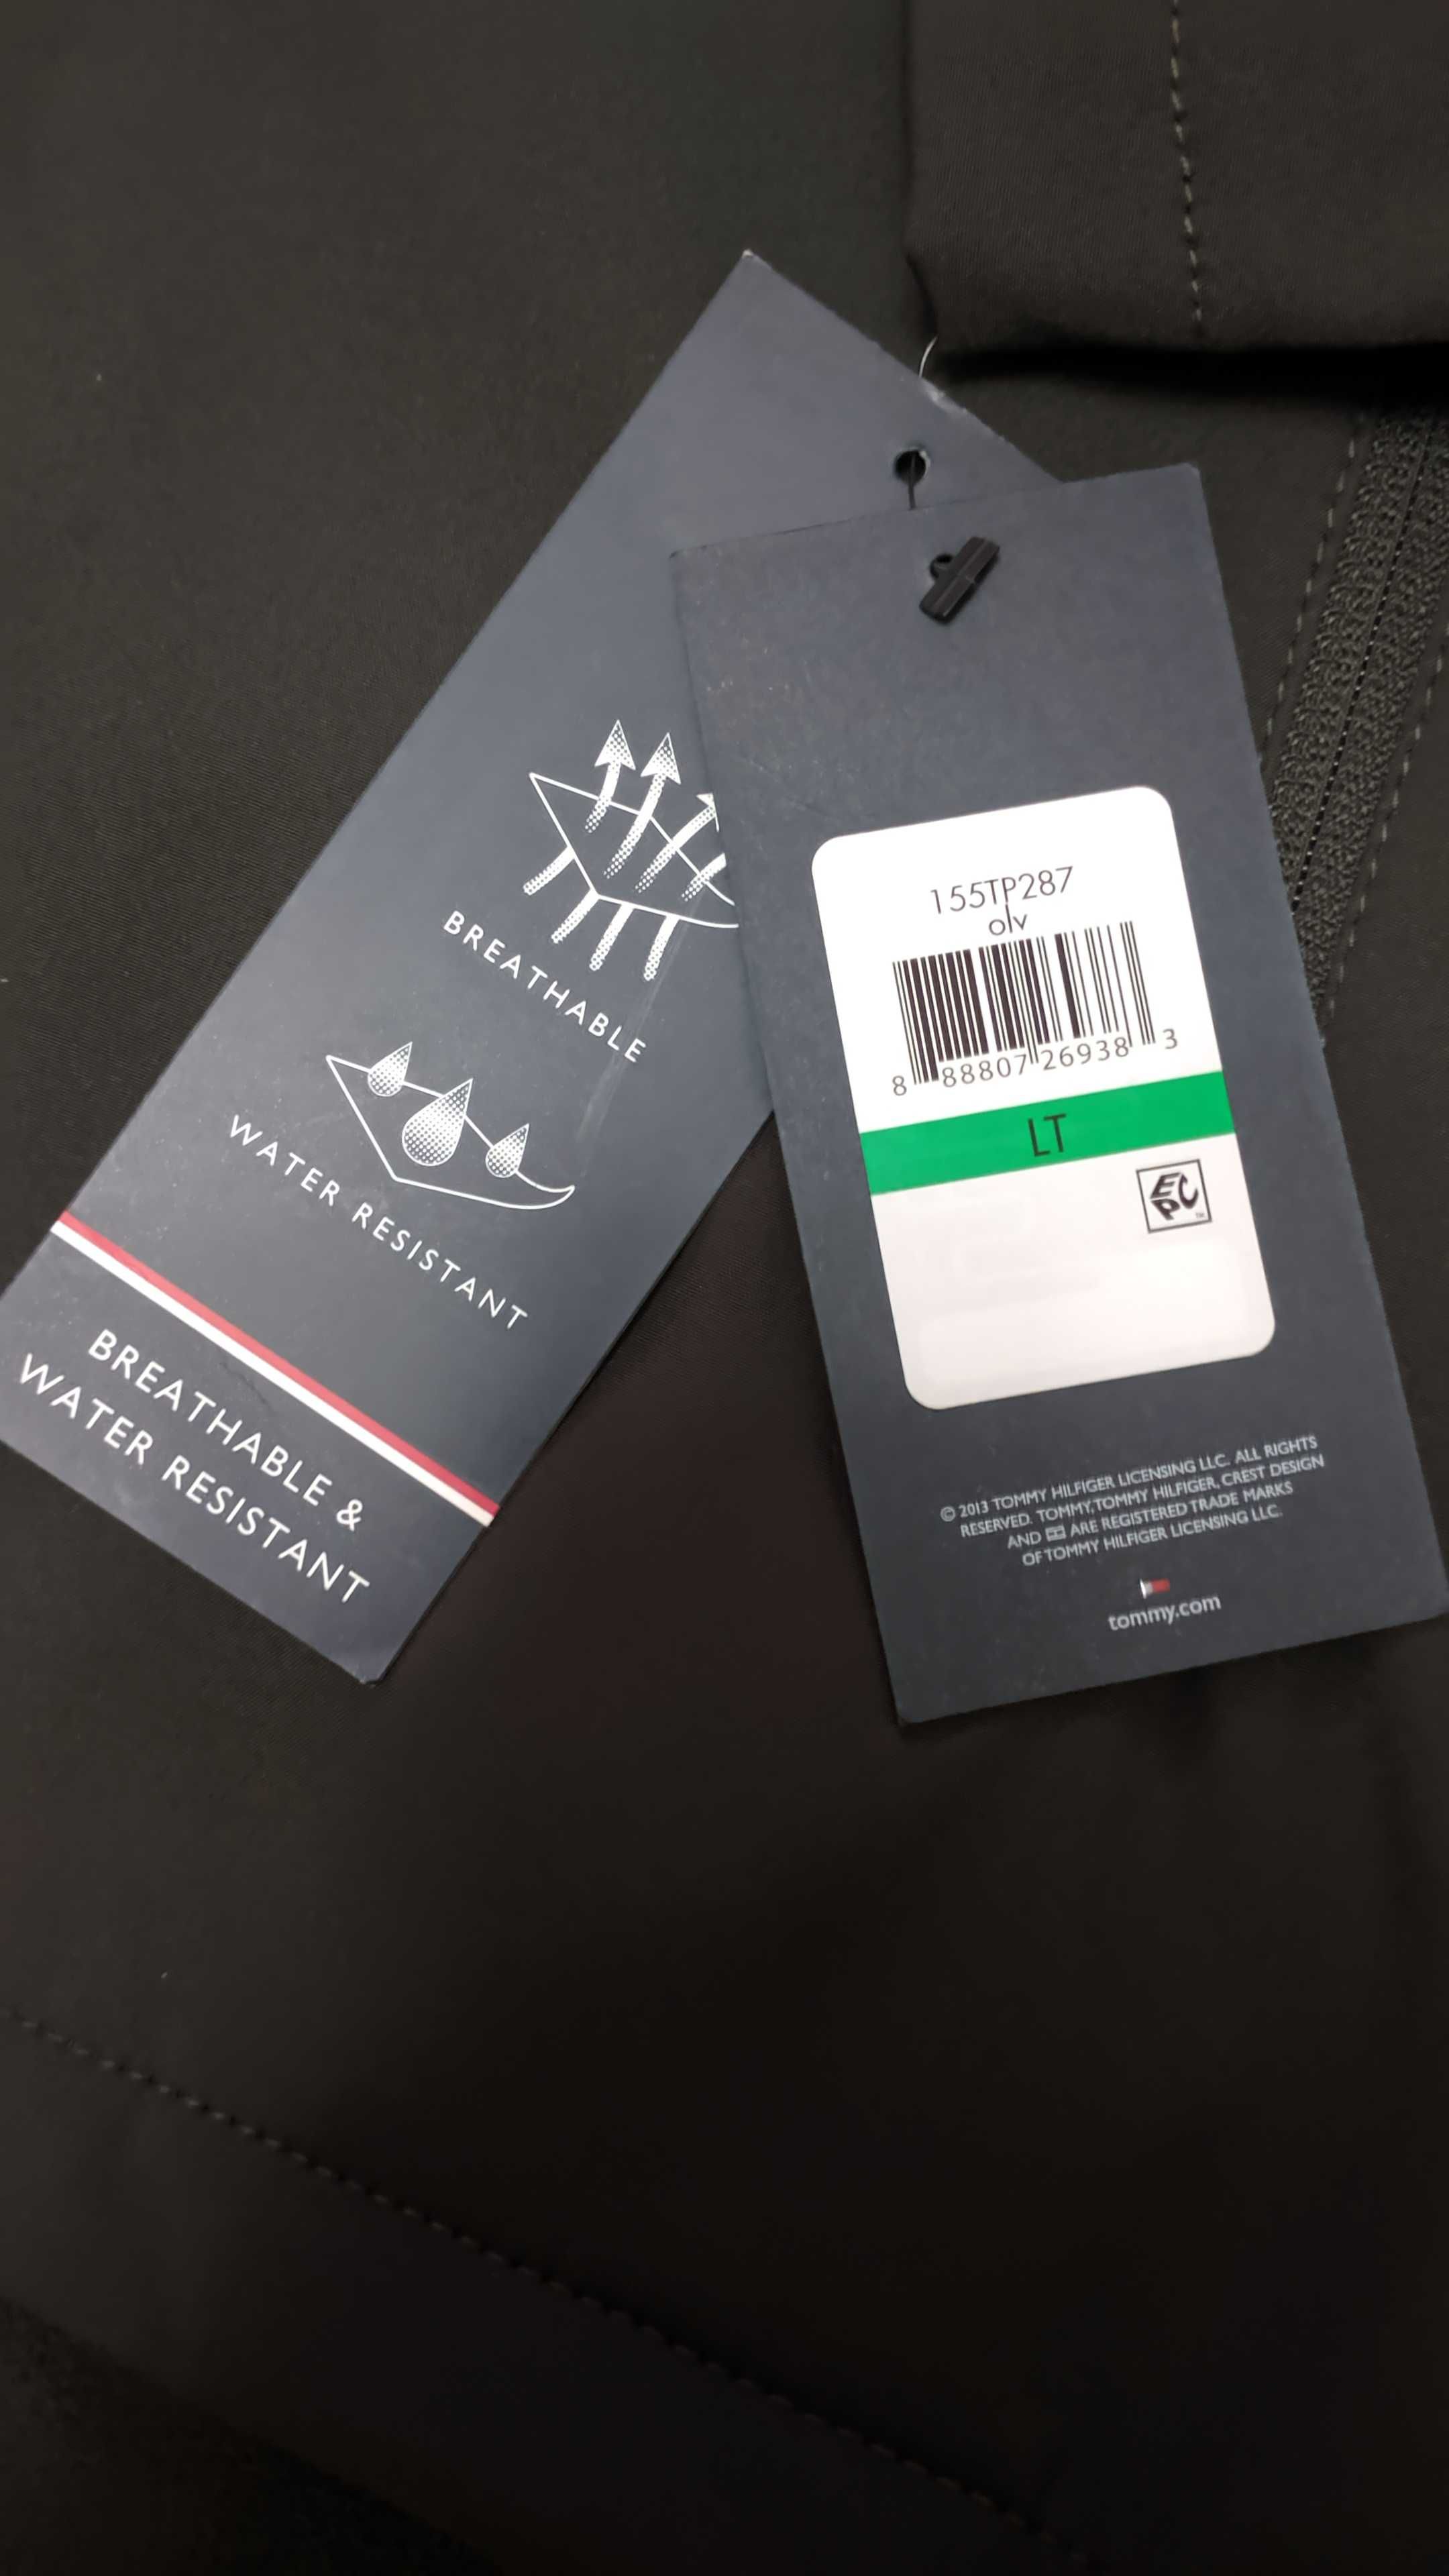 BREATHABLE
WATER RESISTANT
BREATHABLE &
WATER RESISTANT
155TP287
olv
8 88807 26938 3
LT
EPC
© 2013 TOMMY HILFIGER LICENSING LLC. ALL RIGHTS
RESERVED. TOMMY, TOMMY HILFIGER, CREST DESIGN
AND ARE REGISTERED TRADE MARKS
OF TOMMY HILFIGER LICENSING LLC.
tommy.com